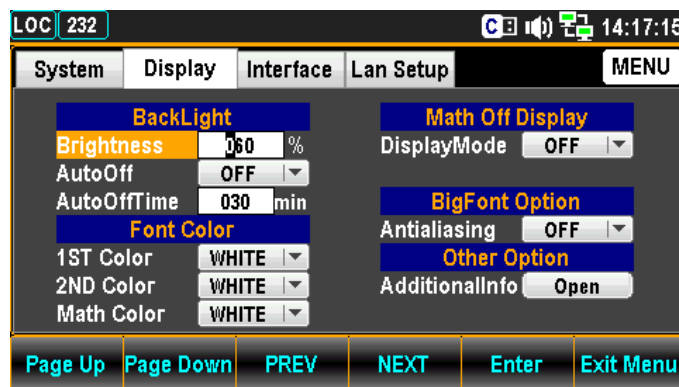 LOC 232 C 14:17:15
System Display Interface Lan Setup MENU
BackLight
Brightness 060 %
AutoOff OFF
AutoOffTime 030 min
Font Color
1ST Color WHITE
2ND Color WHITE
Math Color WHITE
Math Off Display
DisplayMode OFF
BigFont Option
Antialiasing OFF
Other Option
AdditionalInfo Open
Page Up Page Down PREV NEXT Enter Exit Menu